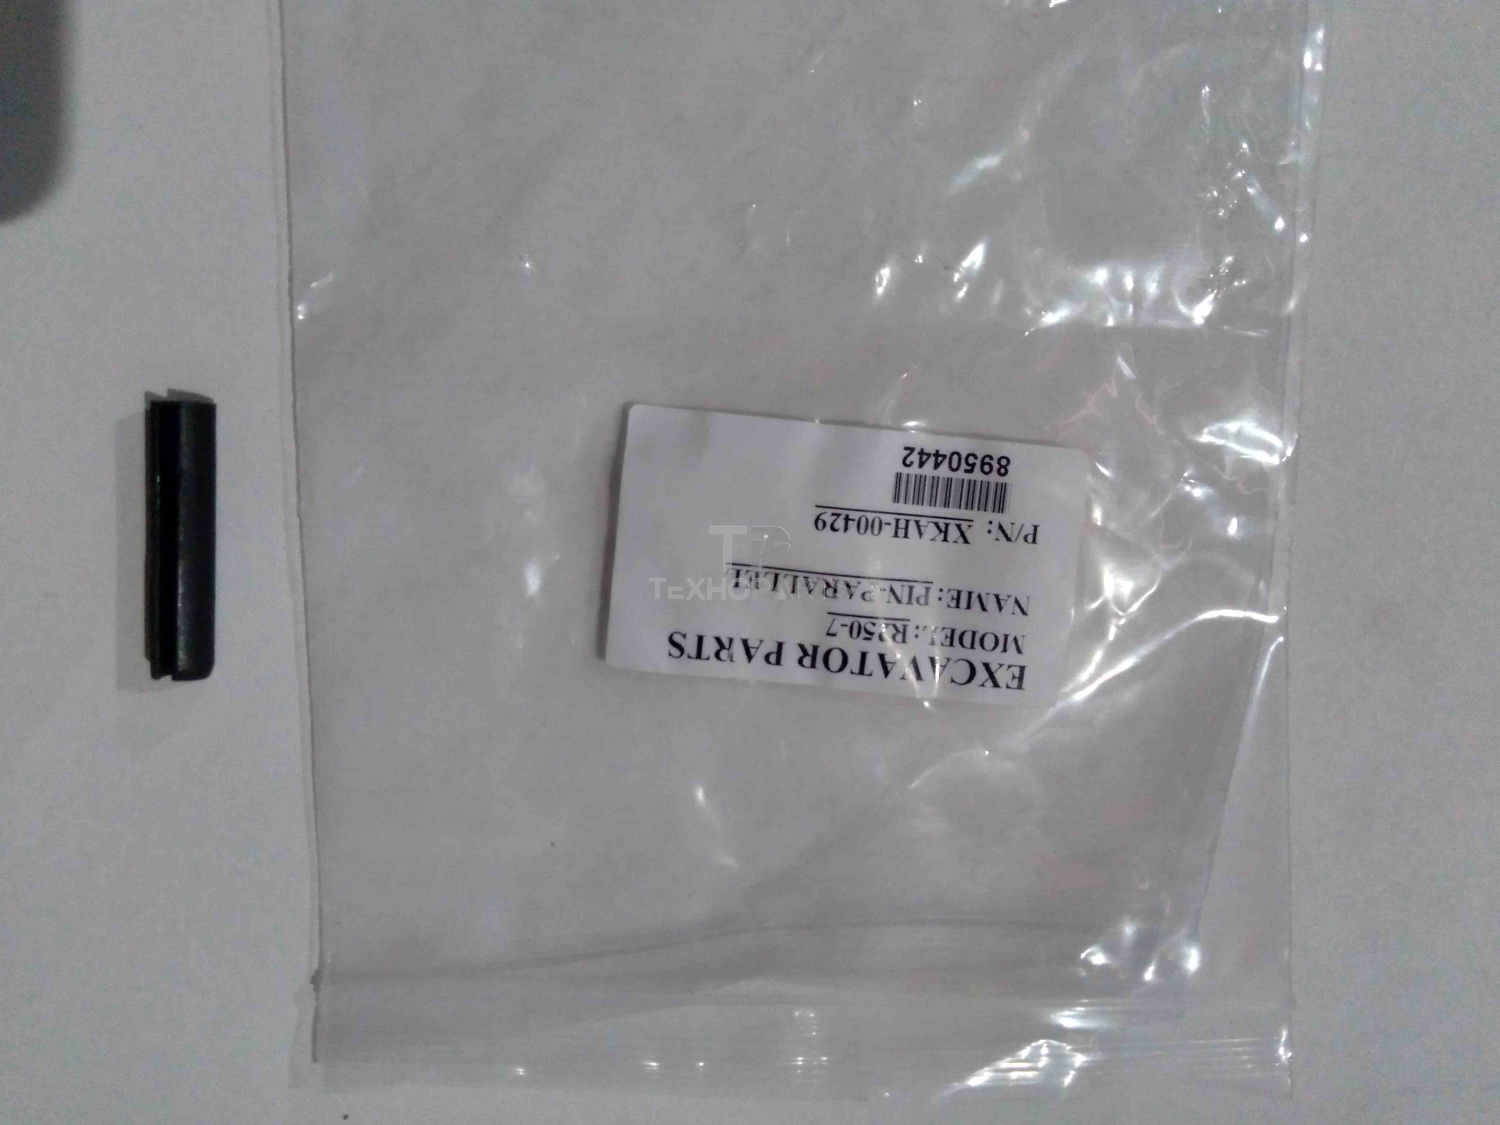 EXCAVATOR PARTS
MODEL: R250-7
NAME: PIN-PARALLEL
P/N: XKAH-00429
8950442